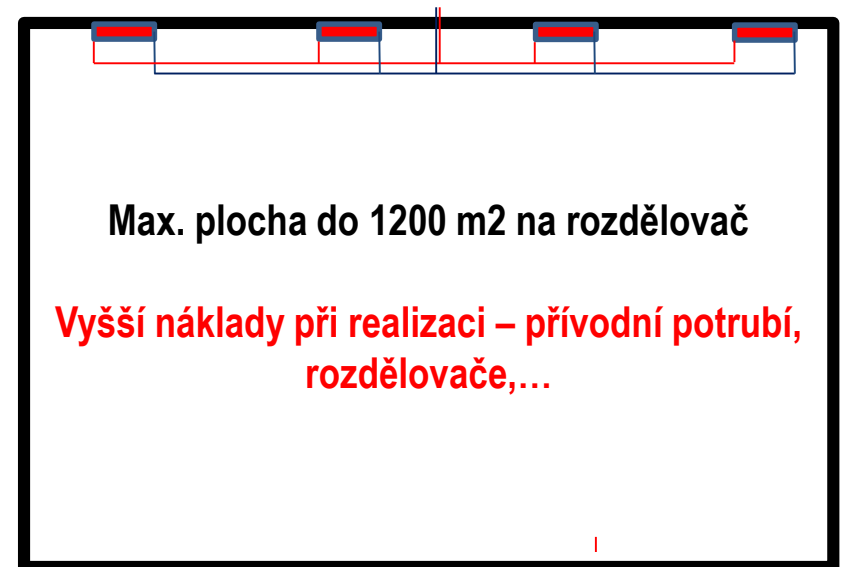 Max. plocha do 1200 m2 na rozdělovač
Vyšší náklady při realizaci – přívodní potrubí,
rozdělovače,…